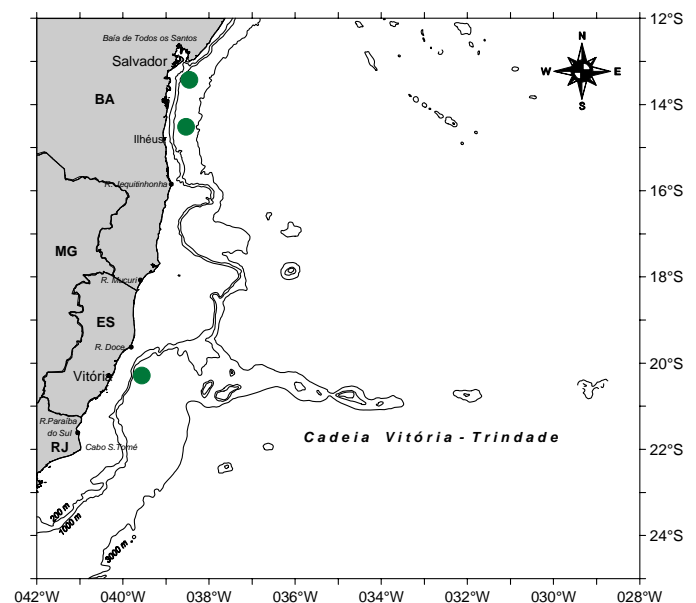 12°S
Baía de Todos os Santos
N
Salvador
W
E
BA
S
14°S
Ilhéus
R. Jequitinhonha
16°S
MG
R. Mucuri
18°S
ES
R. Doce
20°S
Vitória
R.Paraíba
do Sul
Cadeia Vitória - Trindade
RJ
Cabo S.Tomé
22°S
200 m
1000 m
3000 m
24°S
042°W
040°W
038°W
036°W
034°W
032°W
030°W
028°W